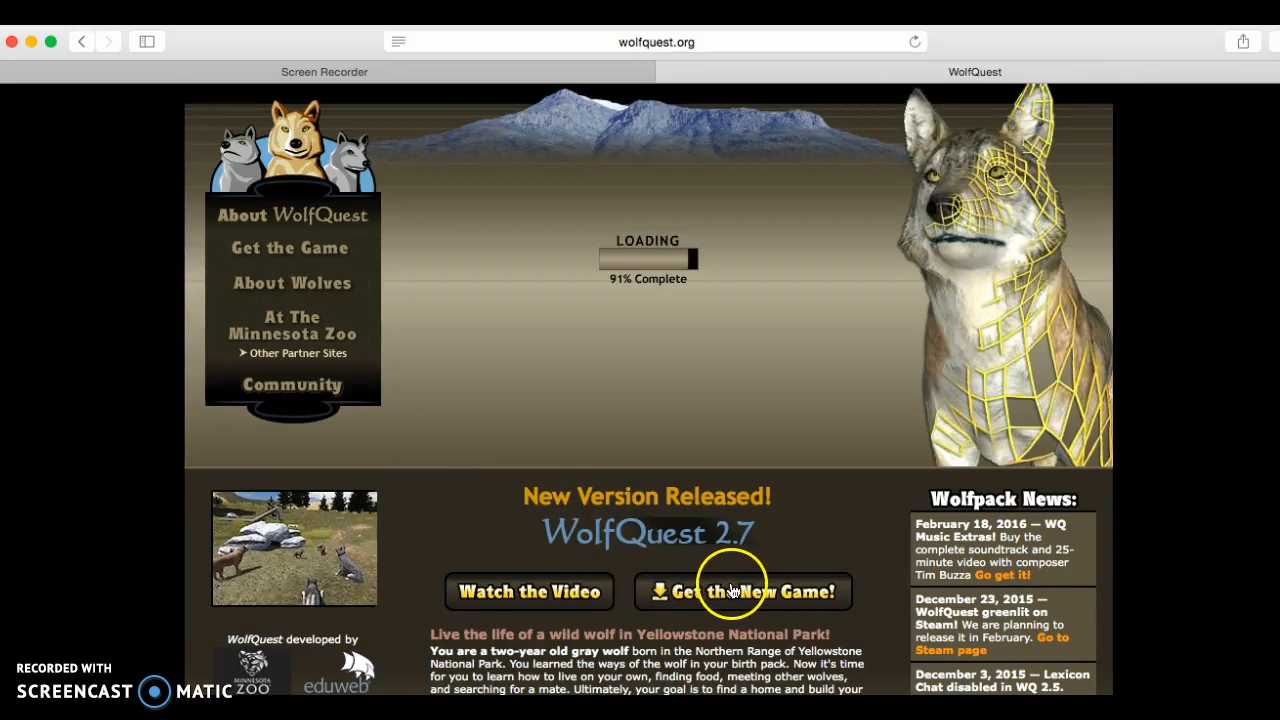 wolfquest.org
Screen Recorder
WolfQuest
About WolfQuest
Get the Game
About Wolves
At The
Minnesota Zoo
Other Partner Sites
Community
LOADING
91% Complete
New Version Released!
WolfQuest 2.7
Watch the Video
Get the New Game!
Live the life of a wild wolf in Yellowstone National Park!
You are a two-year old gray wolf born in the Northern Range of Yellowstone
National Park. You learned the ways of the wolf in your birth pack. Now it's time
for you to learn how to live on your own, finding food, meeting other wolves,
and searching for a mate. Ultimately, your goal is to find a home and build your
Wolfpack News:
February 18, 2016 — WQ
Music Extras! Buy the
complete soundtrack and 25-
minute video with composer
Tim Buzza Go get it!
December 23, 2015 —
WolfQuest greenlit on
Steam! We are planning to
release it in February. Go to
Steam page
December 3, 2015 — Lexicon
Chat disabled in WQ 2.5.
WolfQuest developed by
MINNESOTA
ZOO
eduweb
RECORDED WITH
SCREENCAST MATIC